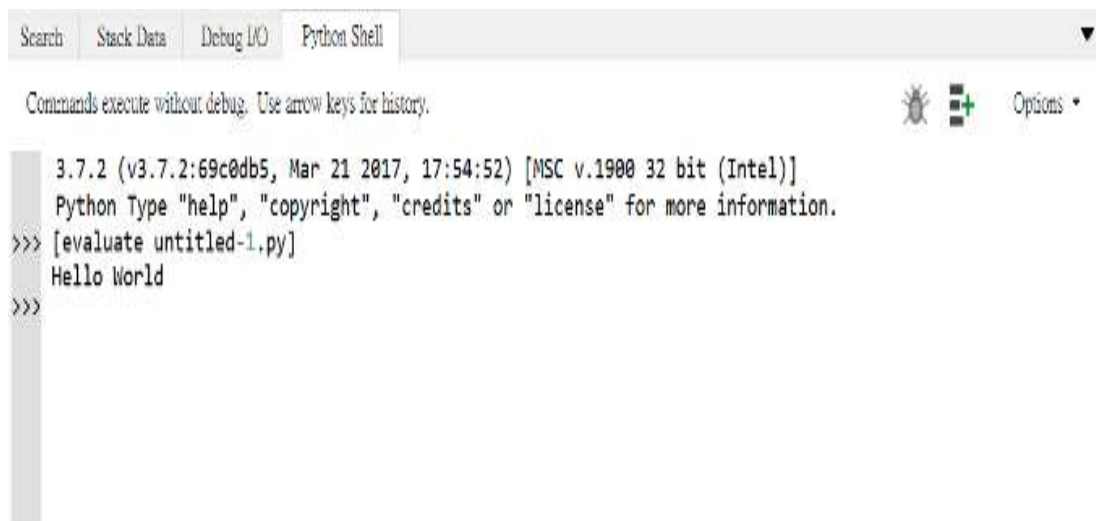 Search Stack Data Debug I/O Python Shell
Commands execute without debug. Use arrow keys for history.
Options
3.7.2 (v3.7.2:69c0db5, Mar 21 2017, 17:54:52) [MSC v.1900 32 bit (Intel)]
Python Type "help", "copyright", "credits" or "license" for more information.
>>> [evaluate untitled-1.py]
Hello World
>>>